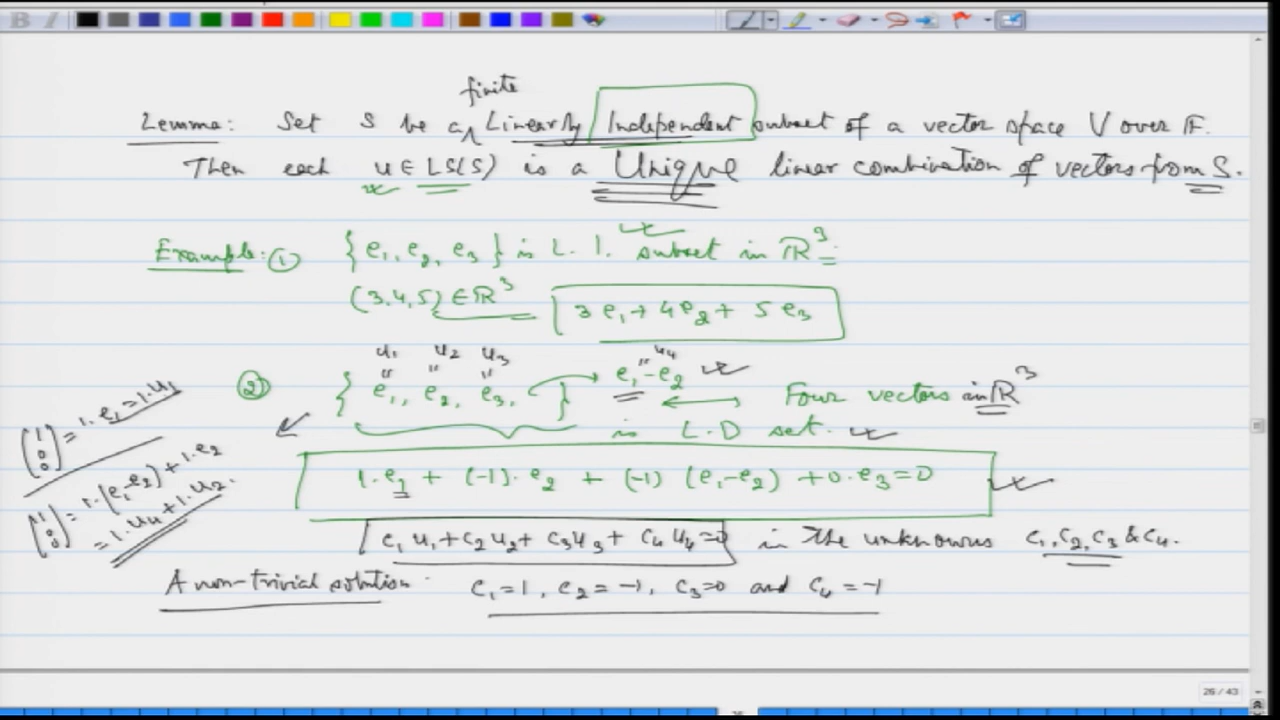 finite
Lemma: Set S be a Linearly Independent subset of a vector space V over F.
Then each u ∈ LS(S) is a Unique linear combination of vectors from S.
Example: ① {e₁, e₂, e₃} is L. I. subset in ℝ³.
(3,4,5) ∈ ℝ³ 3e₁ + 4e₂ + 5e₃
u₁ u₂ u₃ u₄
" " " "
② { e₁, e₂, e₃, } e₁-e₂ Four vectors in ℝ³
is L.D set.
(1 0 0) = 1.e₁ = 1.u₁
1.e₁ + (-1).e₂ + (-1) (e₁-e₂) + 0.e₃ = 0
(1 0 0) = 1.(e₁-e₂) + 1.e₂
= 1.u₄ + 1.u₂.
c₁u₁ + c₂u₂ + c₃u₃ + c₄u₄ = 0 in the unknowns c₁, c₂, c₃ & c₄.
A non-trivial solution. c₁=1, c₂=-1, c₃=0 and c₄=-1
26 / 43